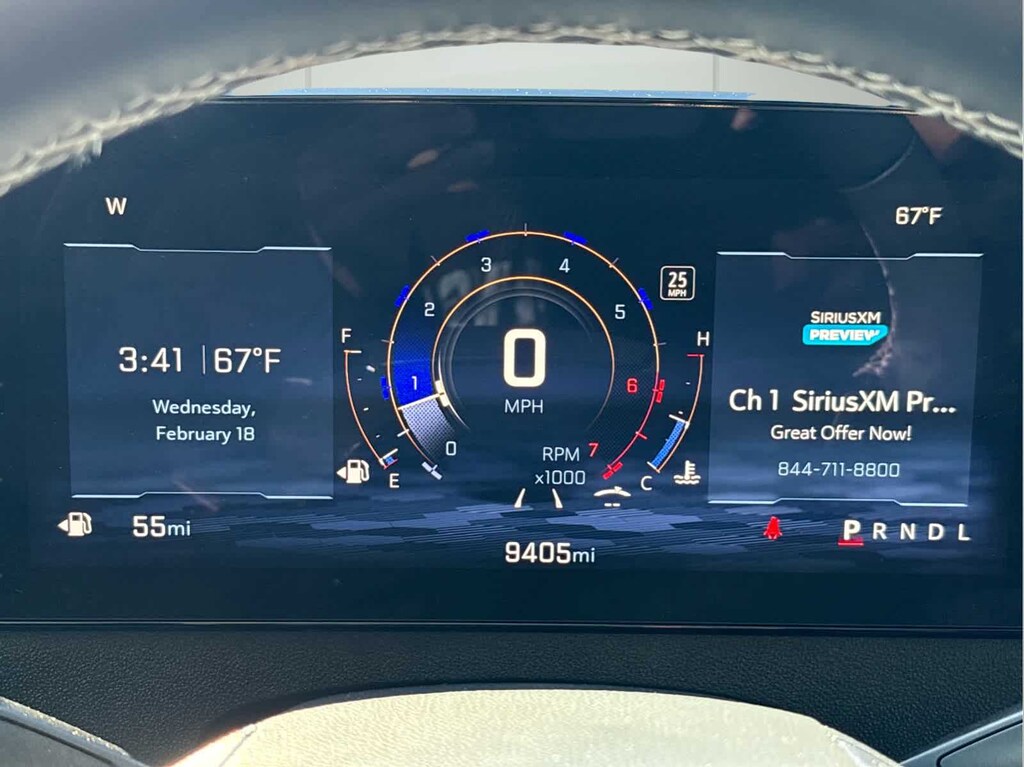 W
67°F
3:41 67°F
Wednesday,
February 18
F
E
0
1
2
3
4
5
6
7
0
MPH
RPM
x1000
25
MPH
H
C
SIRIUSXM
PREVIEW
Ch 1 SiriusXM Pr...
Great Offer Now!
844-711-8800
55mi
9405mi
P R N D L